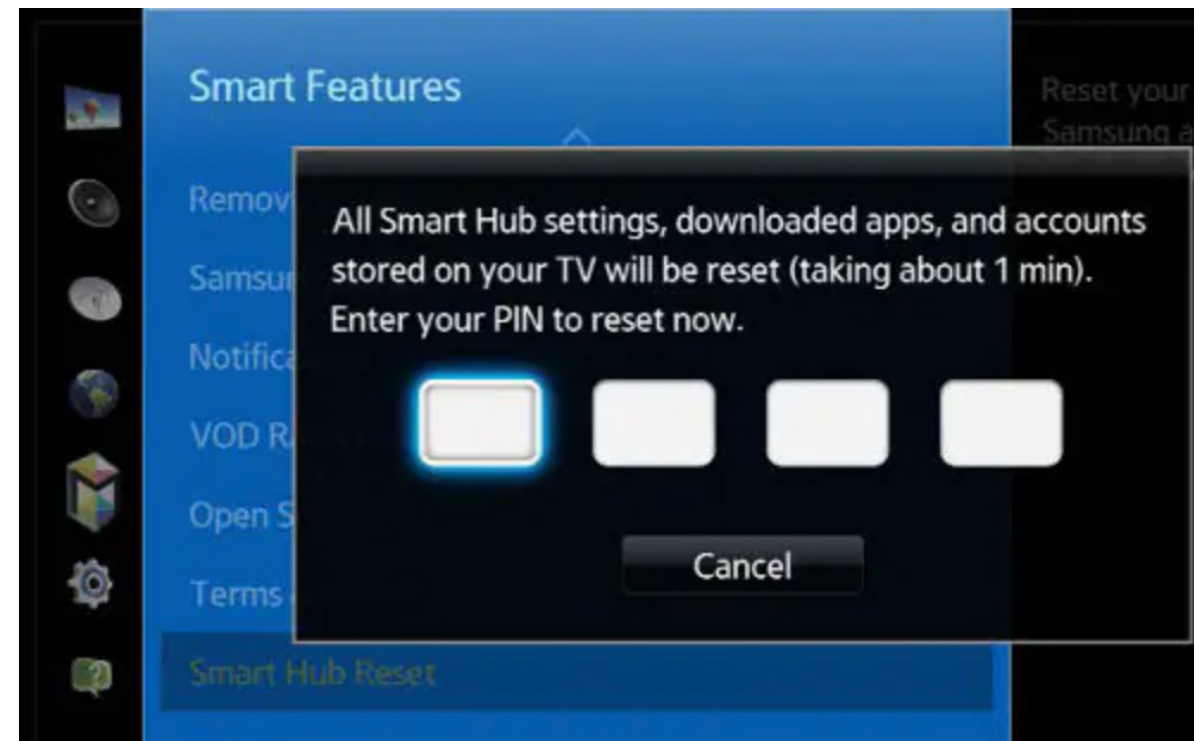 Smart Features
Reset your
Samsung a
Remov
All Smart Hub settings, downloaded apps, and accounts
stored on your TV will be reset (taking about 1 min).
Enter your PIN to reset now.
Samsu
Notifica
VOD R
Open S
Terms
Cancel
Smart Hub Reset